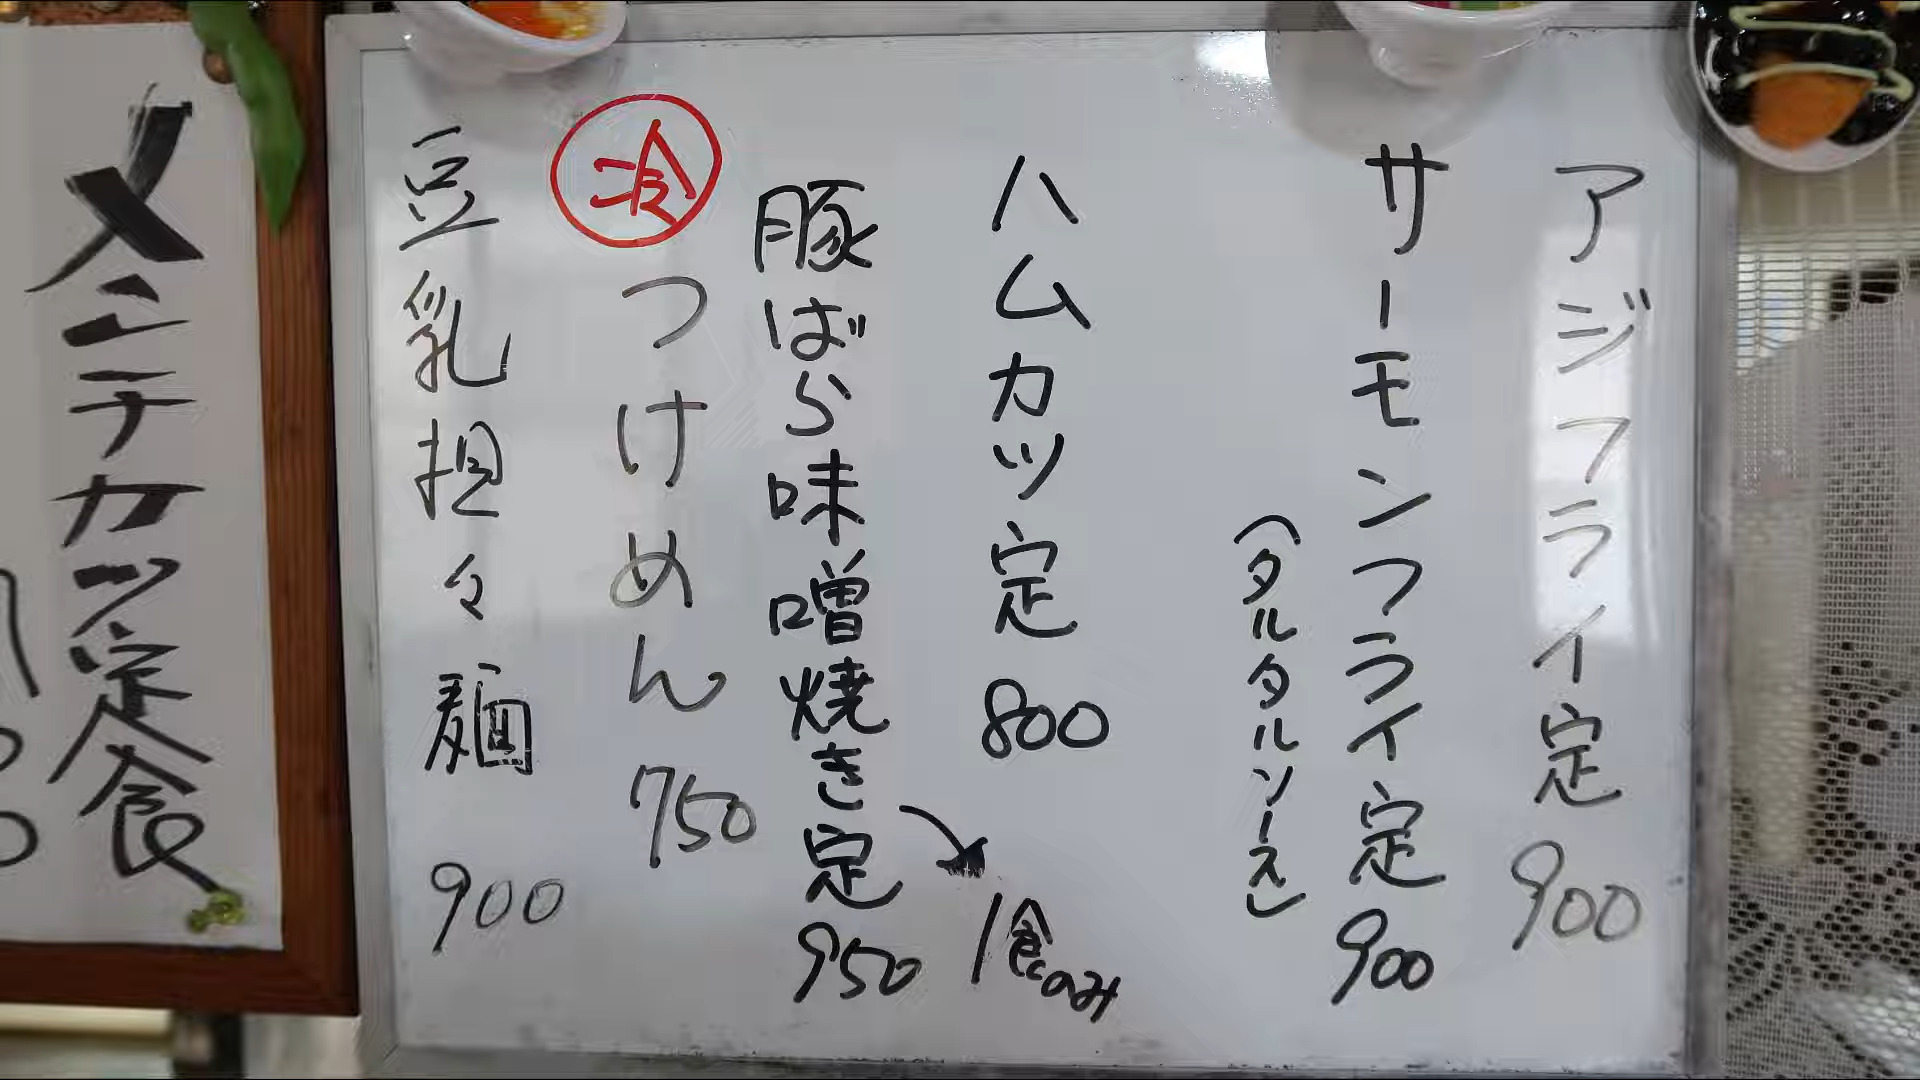 アジフライ定 900
サーモンフライ定 900
(タルタルソース)
ハムカツ定 800
豚ばら味噌焼き定 950
1食のみ
冷 つけめん 750
豆乳担々麺 900
メンチカツ定食